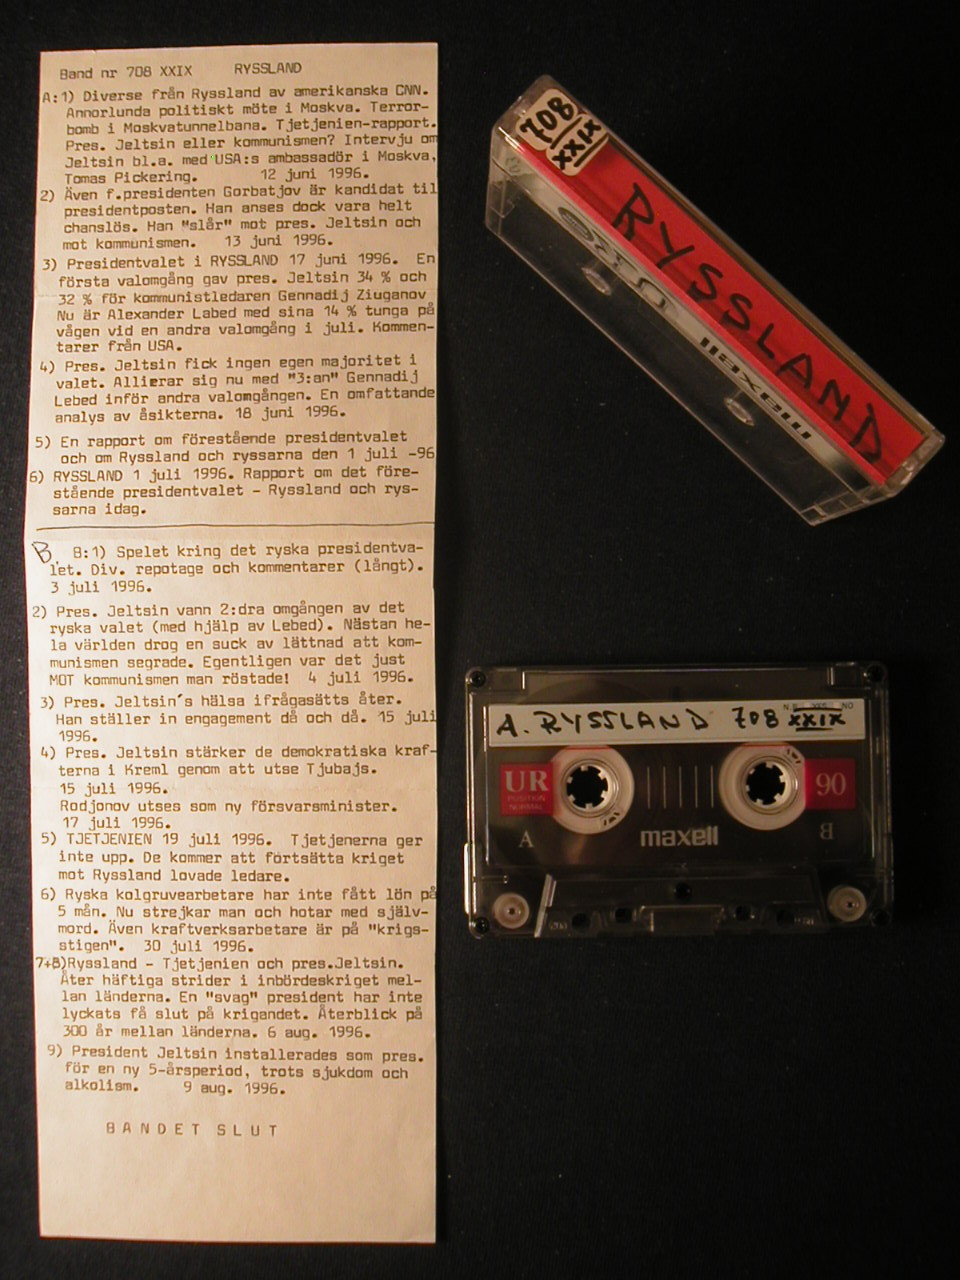 Band nr 708 XXIX RYSSLAND
A:1) Diverse från Ryssland av amerikanska CNN.
Annorlunda politiskt möte i Moskva. Terror-
bomb i Moskvatunnelbana. Tjetjenien-rapport.
Pres. Jeltsin eller kommunismen? Intervju om
Jeltsin bl.a. med USA:s ambassadör i Moskva,
Tomas Pickering. 12 juni 1996.
2) Även f.presidenten Gorbatjov är kandidat til
presidentposten. Han anses dock vara helt
chanslös. Han "slår" mot pres. Jeltsin och
mot kommunismen. 13 juni 1996.
3) Presidentvalet i RYSSLAND 17 juni 1996. En
första valomgång gav pres. Jeltsin 34 % och
32 % för kommunistledaren Gennadij Ziuganov
Nu är Alexander Labed med sina 14 % tunga på
vågen vid en andra valomgång i juli. Kommen-
tarer från USA.
4) Pres. Jeltsin fick ingen egen majoritet i
valet. Allierar sig nu med "3:an" Gennadij
Lebed inför andra valomgången. En omfattande
analys av åsikterna. 18 juni 1996.
5) En rapport om förestående presidentvalet
och om Ryssland och ryssarna den 1 juli -96
6) RYSSLAND 1 juli 1996. Rapport om det före-
stående presidentvalet - Ryssland och rys-
sarna idag.
B. B:1) Spelet kring det ryska presidentva-
let. Div. repotage och kommentarer (långt).
3 juli 1996.
2) Pres. Jeltsin vann 2:dra omgången av det
ryska valet (med hjälp av Lebed). Nästan he-
la världen drog en suck av lättnad att kom-
munismen segrade. Egentligen var det just
MOT kommunismen man röstade! 4 juli 1996.
3) Pres. Jeltsin's hälsa ifrågasätts åter.
Han ställer in engagement då och då. 15 juli
1996.
4) Pres. Jeltsin stärker de demokratiska kraf-
terna i Kreml genom att utse Tjubajs.
15 juli 1996.
Rodjonov utses som ny försvarsminister.
17 juli 1996.
5) TJETJENIEN 19 juli 1996. Tjetjenerna ger
inte upp. De kommer att förtsätta kriget
mot Ryssland lovade ledare.
6) Ryska kolgruvearbetare har inte fått lön på
5 mån. Nu strejkar man och hotar med själv-
mord. Även kraftverksarbetare är på "krigs-
stigen". 30 juli 1996.
7+8)Ryssland - Tjetjenien och pres.Jeltsin.
Åter häftiga strider i inbördeskriget mel-
lan länderna. En "svag" president har inte
lyckats få slut på krigandet. Återblick på
300 år mellan länderna. 6 aug. 1996.
9) President Jeltsin installerades som pres.
för en ny 5-årsperiod, trots sjukdom och
alkolism. 9 aug. 1996.
BANDET SLUT
708
XXIX
RYSSLAND
maxell
A. RYSSLAND 708 XXIX
UR
POSITION
NORMAL
90
A
maxell
B